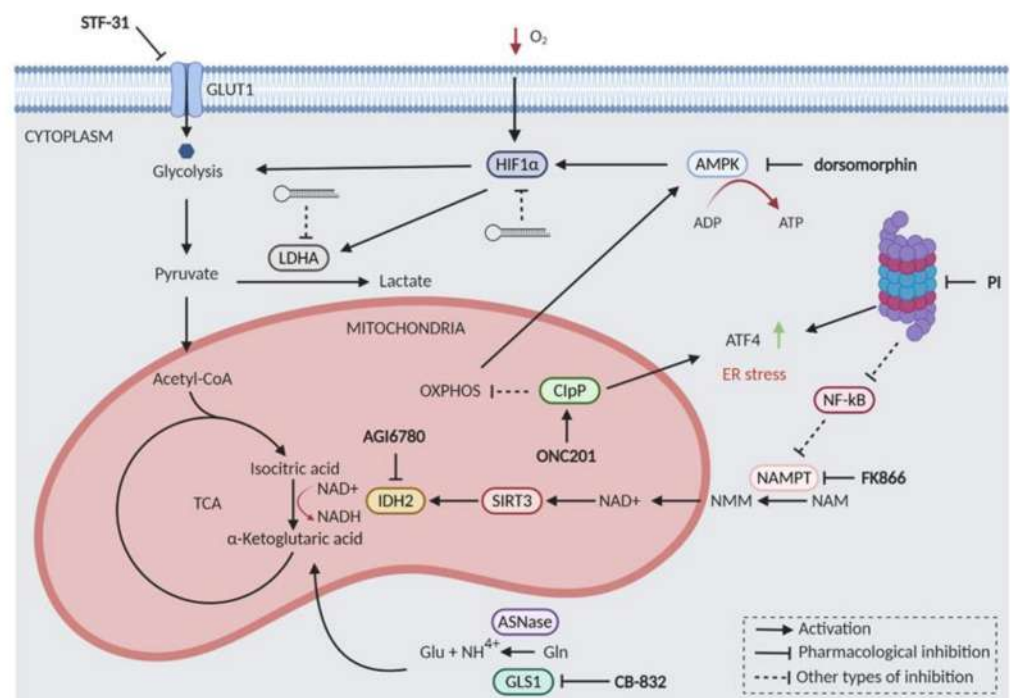 STF-31
O2
GLUT1
CYTOPLASM
Glycolysis
HIF1α
AMPK
dorsomorphin
ADP
ATP
LDHA
Pyruvate
Lactate
PI
MITOCHONDRIA
ATF4
ER stress
Acetyl-CoA
OXPHOS
ClpP
NF-kB
AGI6780
ONC201
Isocitric acid
NAD+
NADH
IDH2
SIRT3
NAD+
NMM
NAMPT
FK866
NAM
TCA
α-Ketoglutaric acid
ASNase
Glu + NH4+
Gln
GLS1
CB-832
Activation
Pharmacological inhibition
Other types of inhibition